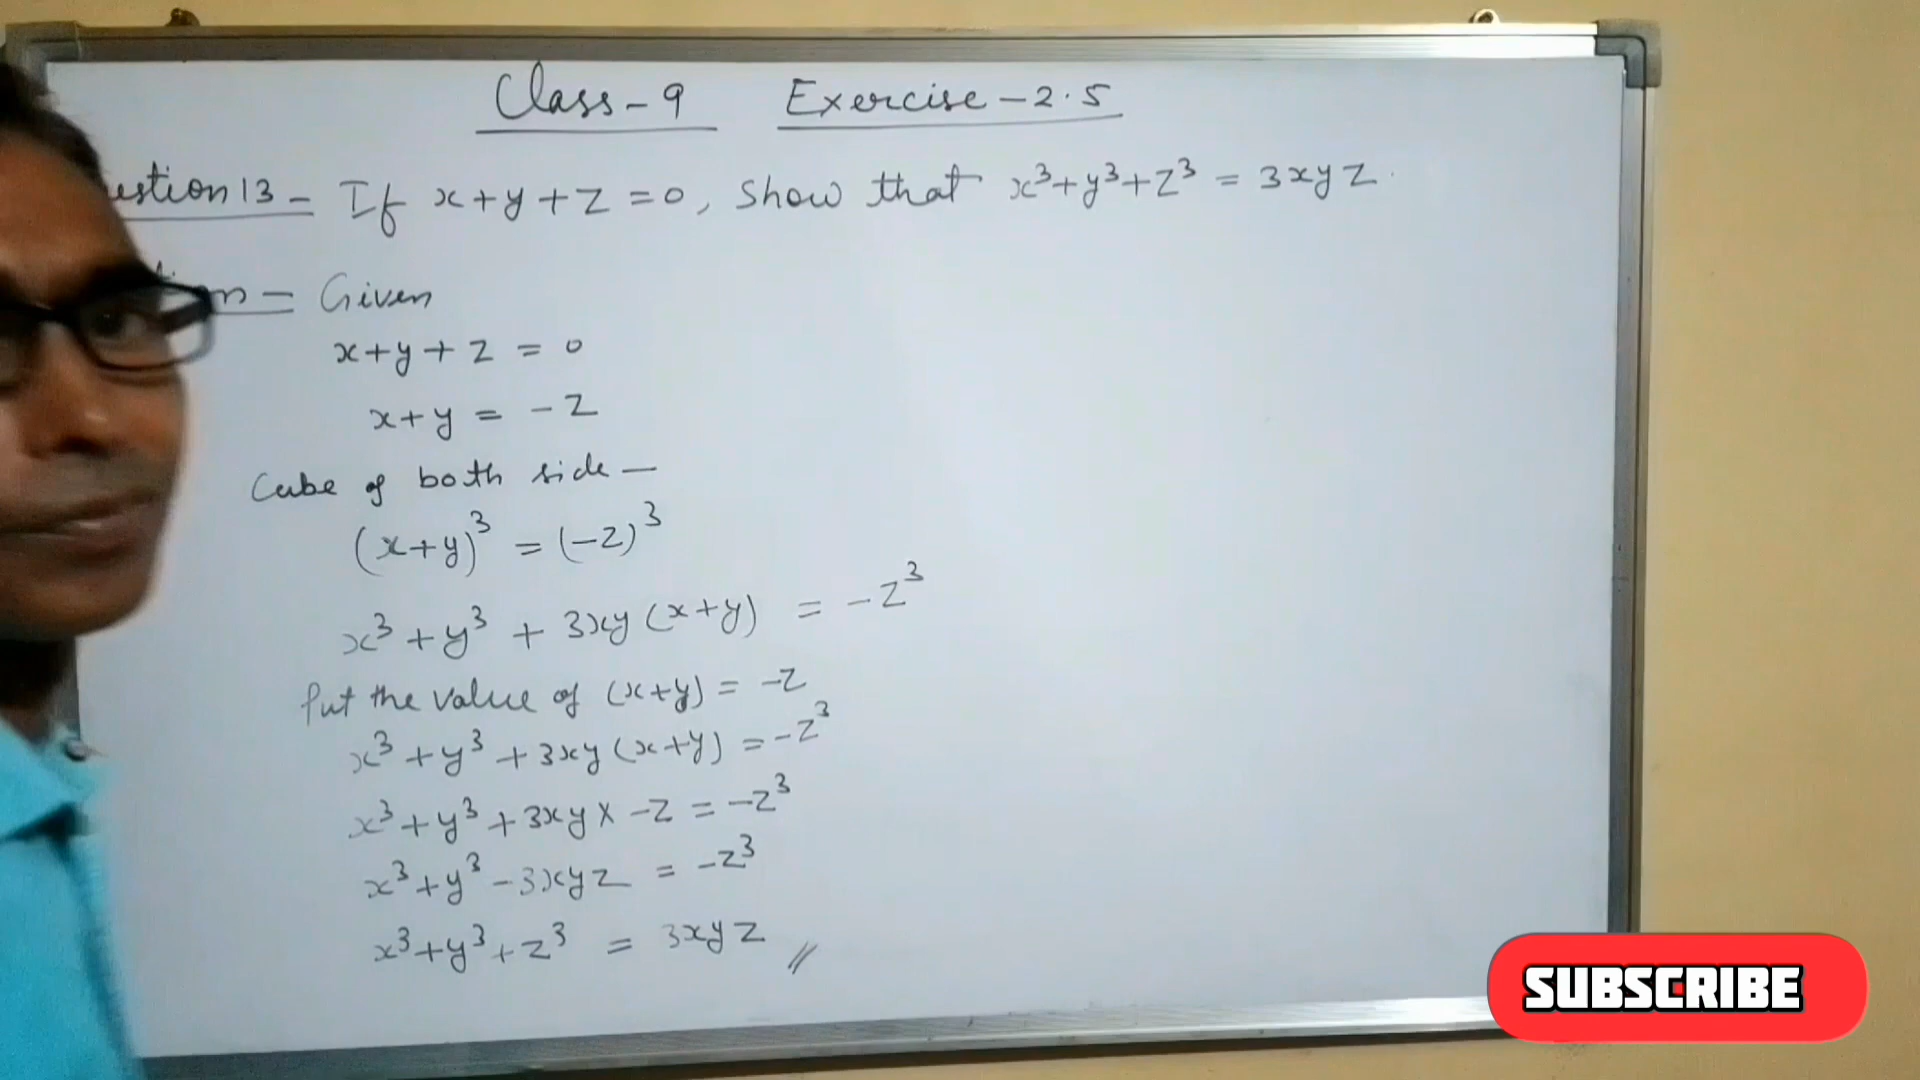 Class-9 Exercise-2.5
estion 13 - If x+y+z=0, show that x³+y³+z³ = 3xyz.
n = Given
x+y+z = 0
x+y = -z
Cube of both side —
(x+y)³ = (-z)³
x³+y³ + 3xy (x+y) = -z³
Put the value of (x+y) = -z
x³+y³+3xy (x+y) = -z³
x³+y³+3xy x -z = -z³
x³+y³-3xyz = -z³
x³+y³+z³ = 3xyz //
SUBSCRIBE